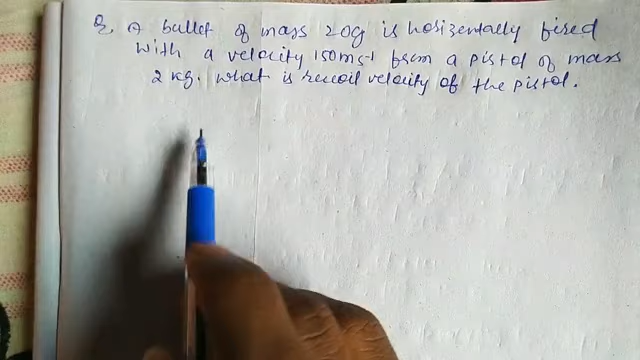 Q. A bullet of mass 20g is horizontally fired
with a velocity 150ms-1 from a pistol of mass
2 kg. what is recoil velocity of the pistol.